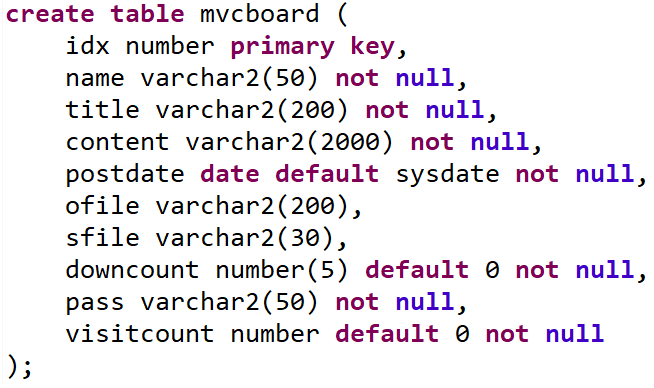 create table mvcboard (
    idx number primary key,
    name varchar2(50) not null,
    title varchar2(200) not null,
    content varchar2(2000) not null,
    postdate date default sysdate not null,
    ofile varchar2(200),
    sfile varchar2(30),
    downcount number(5) default 0 not null,
    pass varchar2(50) not null,
    visitcount number default 0 not null
);